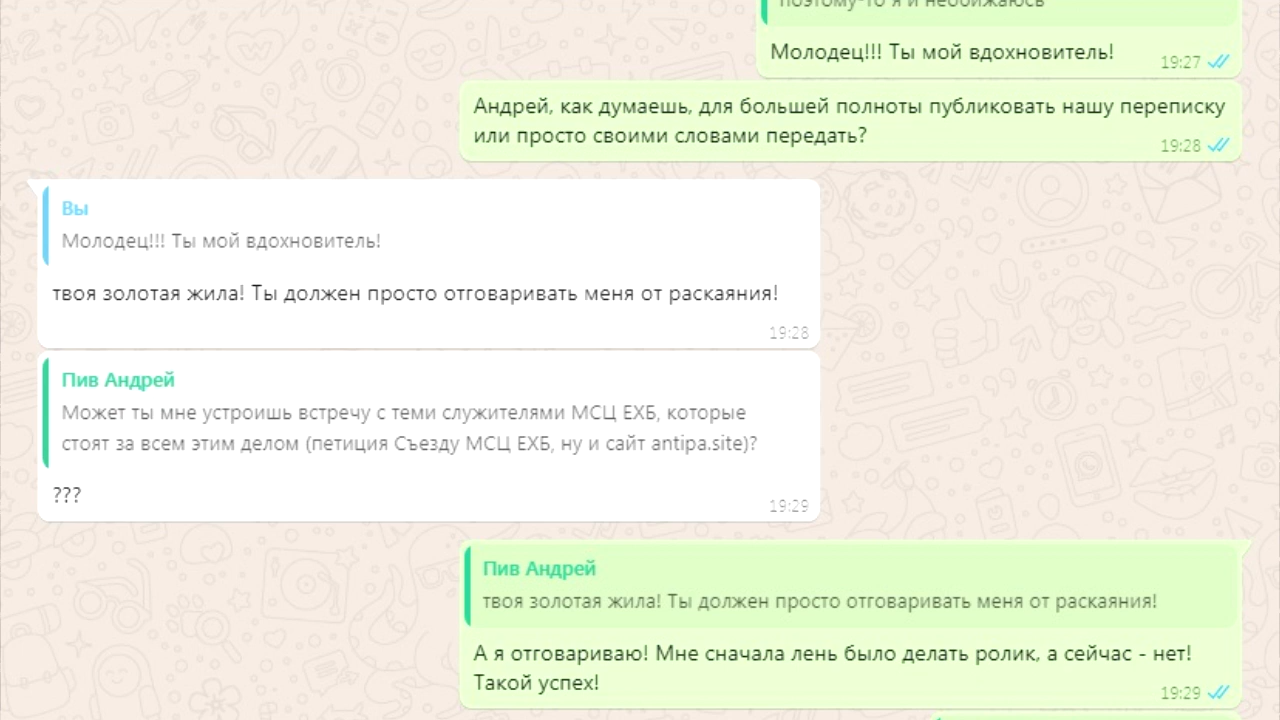 поэтому-то я и необижаюсь
Молодец!!! Ты мой вдохновитель!
19:27
Андрей, как думаешь, для большей полноты публиковать нашу переписку
или просто своими словами передать?
19:28
Вы
Молодец!!! Ты мой вдохновитель!
твоя золотая жила! Ты должен просто отговаривать меня от раскаяния!
19:28
Пив Андрей
Может ты мне устроишь встречу с теми служителями МСЦ ЕХБ, которые
стоят за всем этим делом (петиция Съезду МСЦ ЕХБ, ну и сайт antipa.site)?
???
19:29
Пив Андрей
твоя золотая жила! Ты должен просто отговаривать меня от раскаяния!
А я отговариваю! Мне сначала лень было делать ролик, а сейчас - нет!
Такой успех!
19:29